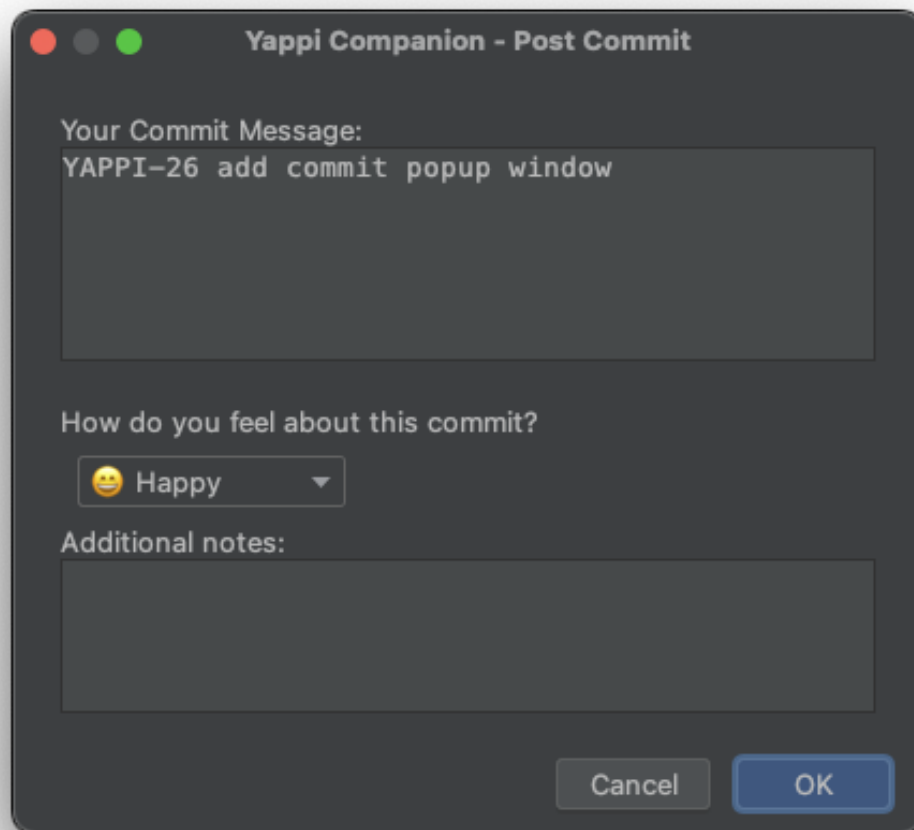 Yappi Companion - Post Commit
Your Commit Message:
YAPPI-26 add commit popup window
How do you feel about this commit?
😀 Happy
Additional notes:
Cancel OK